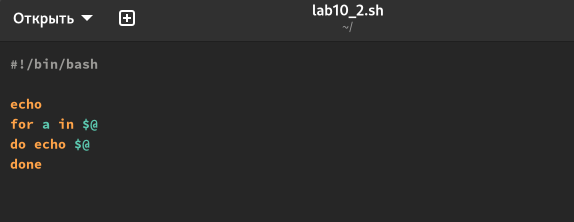 Открыть
lab10_2.sh
~/
#!/bin/bash
echo
for a in $@
do echo $@
done